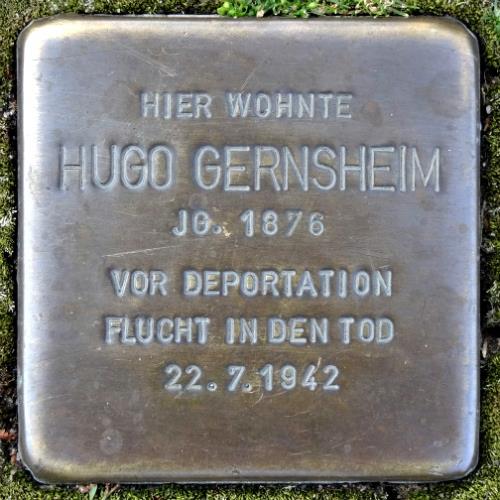 HIER WOHNTE
HUGO GERNSHEIM
JG. 1876
VOR DEPORTATION
FLUCHT IN DEN TOD
22.7.1942